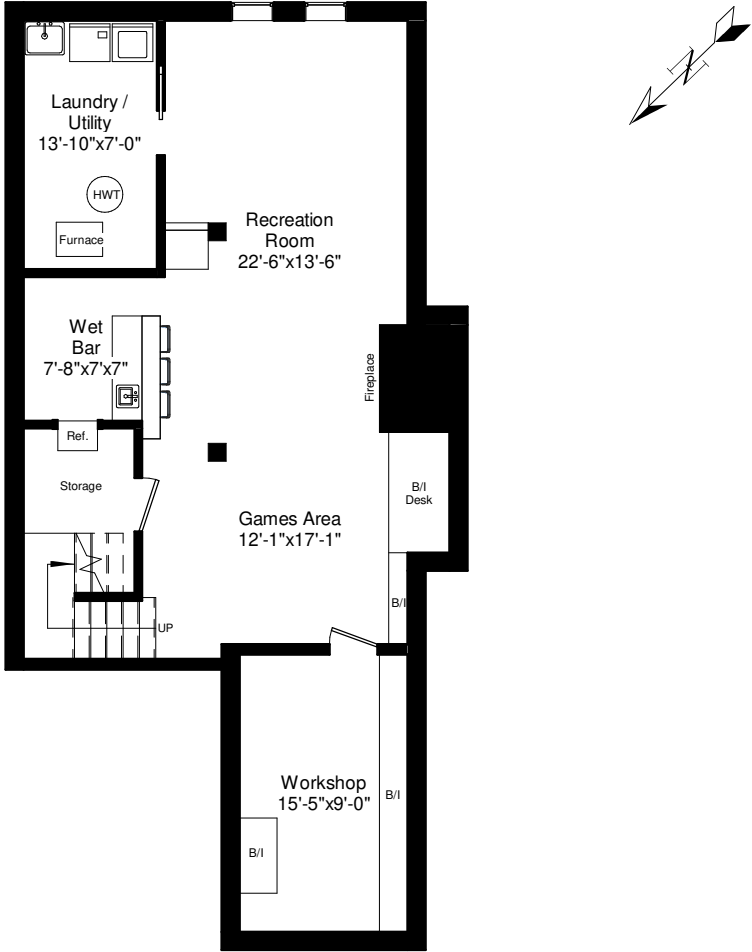 N
Laundry /
Utility
13'-10"x7'-0"
HWT
Furnace
Recreation
Room
22'-6"x13'-6"
Wet
Bar
7'-8"x7'x7"
Fireplace
Ref.
Storage
B/I
Desk
Games Area
12'-1"x17'-1"
B/I
UP
Workshop
15'-5"x9'-0"
B/I
B/I